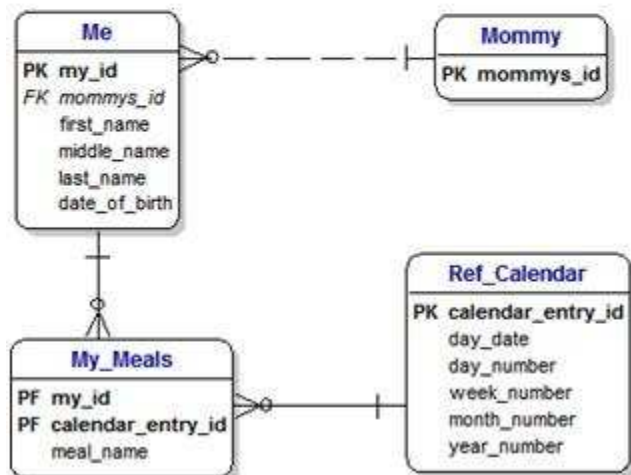 Me
PK my_id
FK mommys_id
first_name
middle_name
last_name
date_of_birth
Mommy
PK mommys_id
My_Meals
PF my_id
PF calendar_entry_id
meal_name
Ref_Calendar
PK calendar_entry_id
day_date
day_number
week_number
month_number
year_number